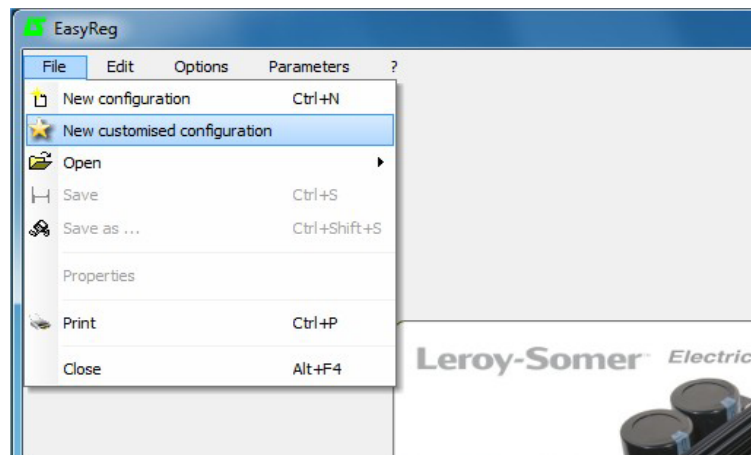 EasyReg
File Edit Options Parameters ?
New configuration Ctrl+N
New customised configuration
Open
Save Ctrl+S
Save as ... Ctrl+Shift+S
Properties
Print Ctrl+P
Close Alt+F4
Leroy-Somer Electric